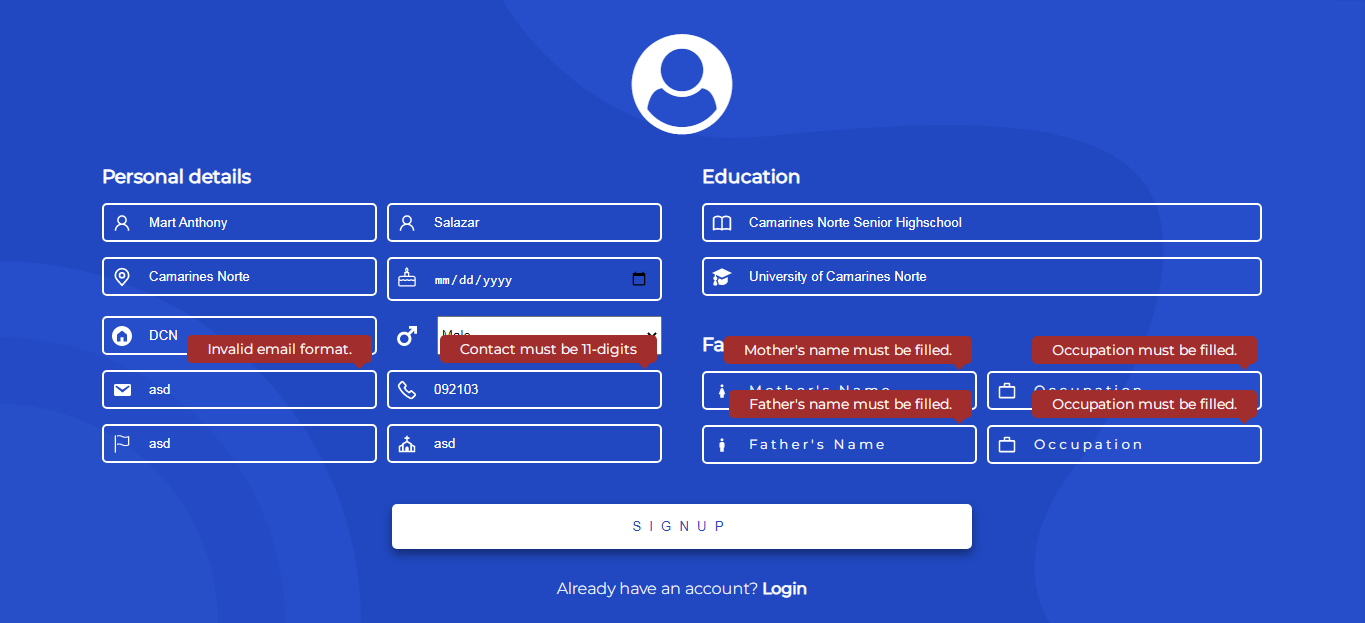 Personal details
Mart Anthony
Salazar
Camarines Norte
mm/dd/yyyy
DCN
Male
Invalid email format.
Contact must be 11-digits
asd
092103
asd
asd
Education
Camarines Norte Senior Highschool
University of Camarines Norte
Fa
Mother's name must be filled.
Occupation must be filled.
Mother's Name
Occupation
Father's name must be filled.
Occupation must be filled.
Father's Name
Occupation
SIGNUP
Already have an account? Login